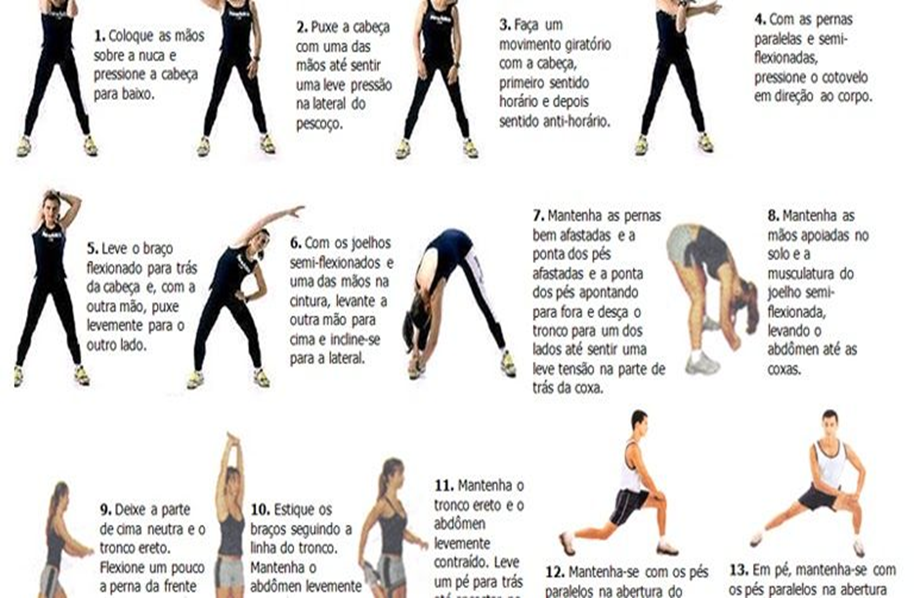 1. Coloque as mãos
sobre a nuca e
pressione a cabeça
para baixo.
2. Puxe a cabeça
com uma das
mãos até sentir
uma leve pressão
na lateral do
pescoço.
3. Faça um
movimento giratório
com a cabeça,
primeiro sentido
horário e depois
sentido anti-horário.
4. Com as pernas
paralelas e semi-
flexionadas,
pressione o cotovelo
em direção ao corpo.
5. Leve o braço
flexionado para trás
da cabeça e, com a
outra mão, puxe
levemente para o
outro lado.
6. Com os joelhos
semi-flexionados e
uma das mãos na
cintura, levante a
outra mão para
cima e incline-se
para a lateral.
7. Mantenha as pernas
bem afastadas e a
ponta dos pés
afastadas e a ponta
dos pés apontando
para fora e desça o
tronco para um dos
lados até sentir uma
leve tensão na parte de
trás da coxa.
8. Mantenha as
mãos apoiadas no
solo e a
musculatura do
joelho semi-
flexionada,
levando o
abdômen até as
coxas.
9. Deixe a parte
de cima neutra e o
tronco ereto.
Flexione um pouco
a perna da frente
10. Estique os
braços seguindo a
linha do tronco.
Mantenha o
abdômen levemente
11. Mantenha o
tronco ereto e o
abdômen
levemente
contraído. Leve
um pé para trás
12. Mantenha-se com os pés
paralelos na abertura do
13. Em pé, mantenha-se com
os pés paralelos na abertura